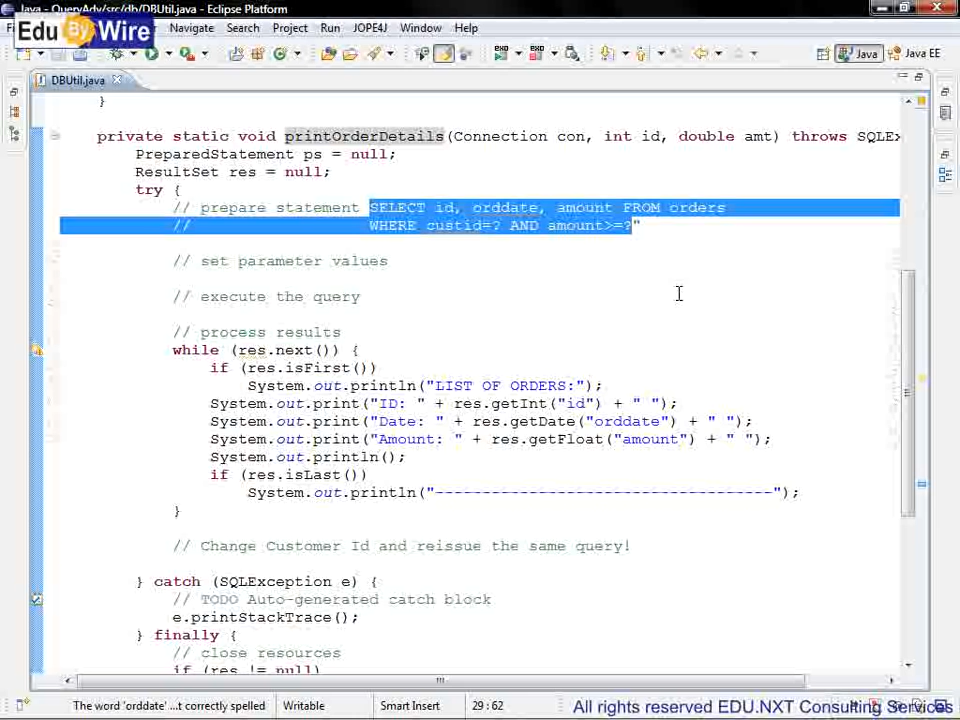 Java - QueryAdv/src/db/DBUtil.java - Eclipse Platform
Edu By Wire
Navigate Search Project Run JOPE4J Window Help
Java Java EE
DBUtil.java
}
private static void printOrderDetails(Connection con, int id, double amt) throws SQLEx
PreparedStatement ps = null;
ResultSet res = null;
try {
// prepare statement SELECT id, orddate, amount FROM orders
// WHERE custid=? AND amount>=?"
// set parameter values
// execute the query
// process results
while (res.next()) {
if (res.isFirst())
System.out.println("LIST OF ORDERS:");
System.out.print("ID: " + res.getInt("id") + " ");
System.out.print("Date: " + res.getDate("orddate") + " ");
System.out.print("Amount: " + res.getFloat("amount") + " ");
System.out.println();
if (res.isLast())
System.out.println("------------------------------------");
}
// Change Customer Id and reissue the same query!
} catch (SQLException e) {
// TODO Auto-generated catch block
e.printStackTrace();
} finally {
// close resources
if (res != null)
The word 'orddate' ...t correctly spelled Writable Smart Insert 29 : 62
All rights reserved EDU.NXT Consulting Services